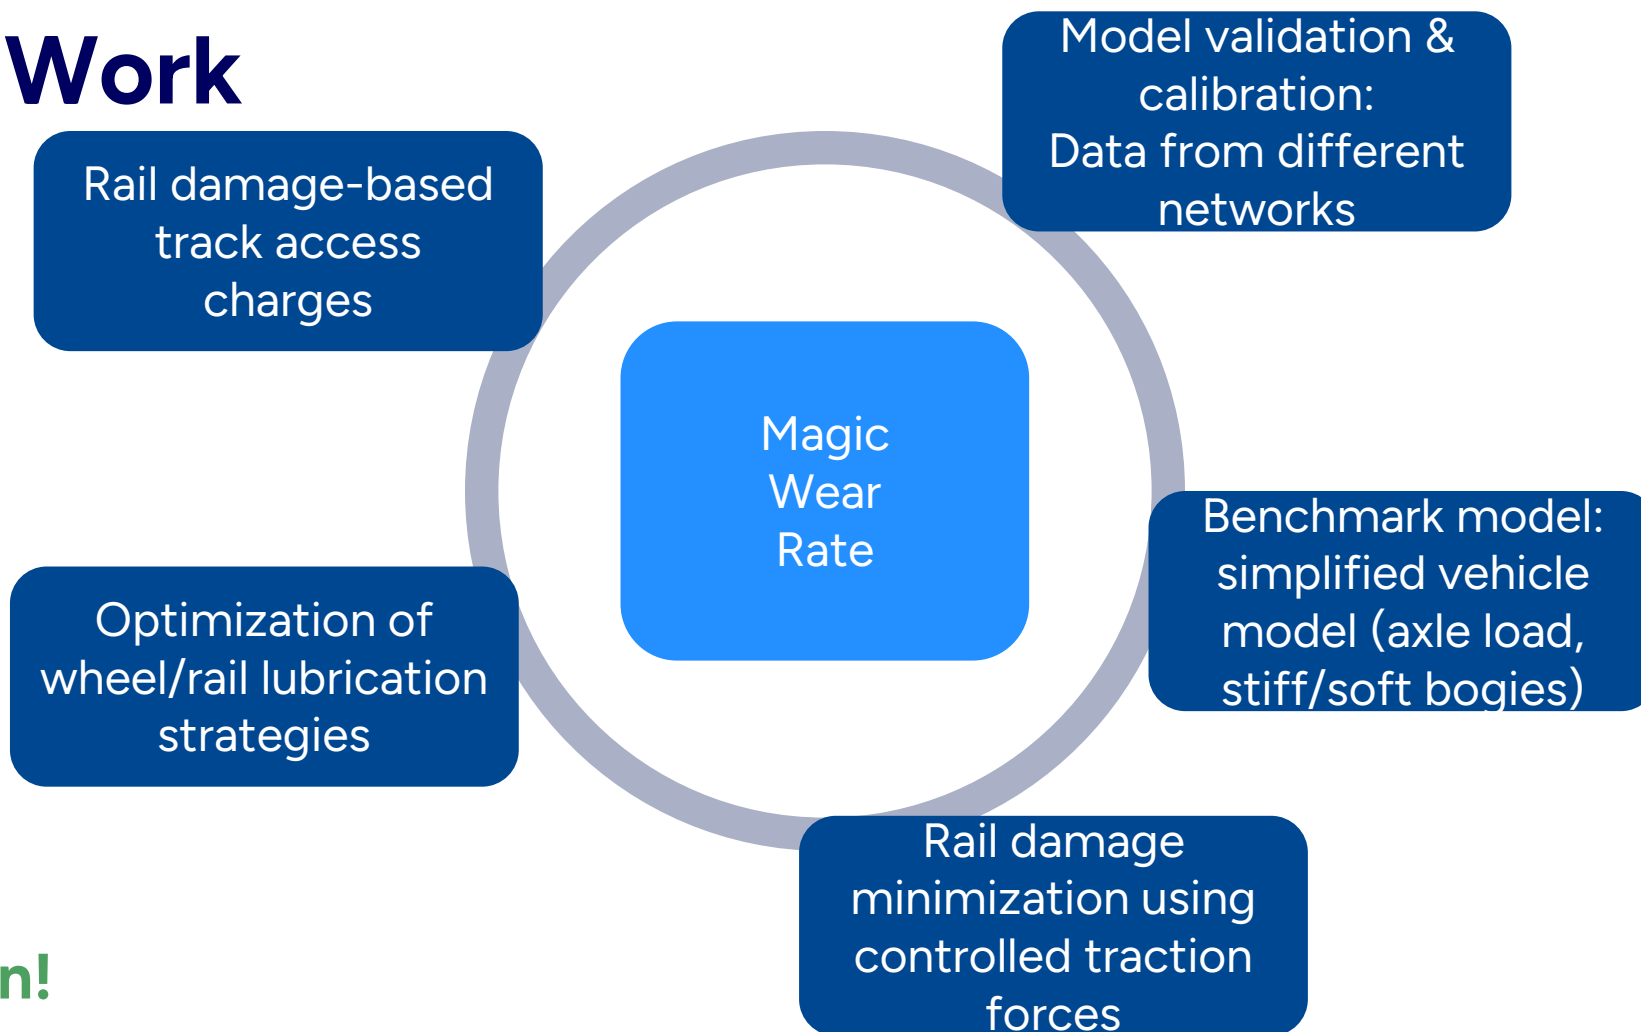 Work
Model validation &
calibration:
Data from different
networks
Rail damage-based
track access
charges
Magic
Wear
Rate
Benchmark model:
simplified vehicle
model (axle load,
stiff/soft bogies)
Optimization of
wheel/rail lubrication
strategies
Rail damage
minimization using
controlled traction
forces
n!